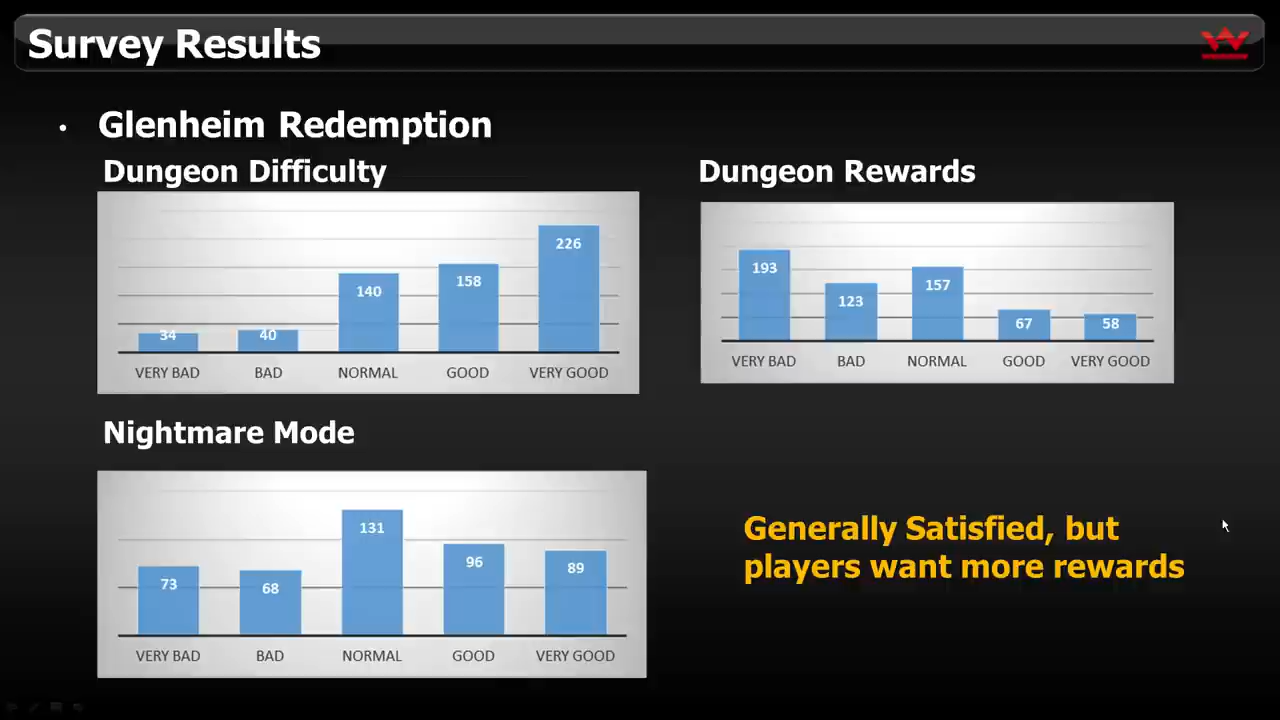 Survey Results
• Glenheim Redemption
Dungeon Difficulty
34 40 140 158 226
VERY BAD BAD NORMAL GOOD VERY GOOD
Dungeon Rewards
193 123 157 67 58
VERY BAD BAD NORMAL GOOD VERY GOOD
Nightmare Mode
73 68 131 96 89
VERY BAD BAD NORMAL GOOD VERY GOOD
Generally Satisfied, but
players want more rewards